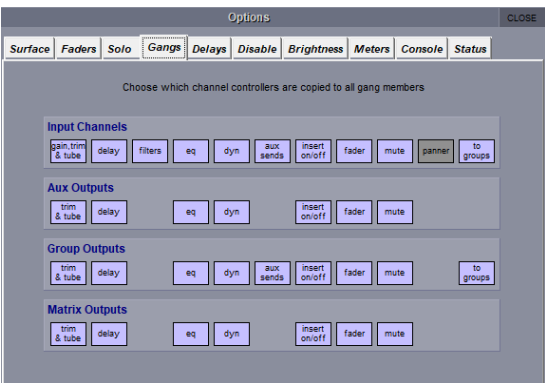 Options CLOSE
Surface Faders Solo Gangs Delays Disable Brightness Meters Console Status
Choose which channel controllers are copied to all gang members
Input Channels
gain,trim & tube delay filters eq dyn aux sends insert on/off fader mute panner to groups
Aux Outputs
trim & tube delay eq dyn insert on/off fader mute
Group Outputs
trim & tube delay eq dyn aux sends insert on/off fader mute to groups
Matrix Outputs
trim & tube delay eq dyn insert on/off fader mute